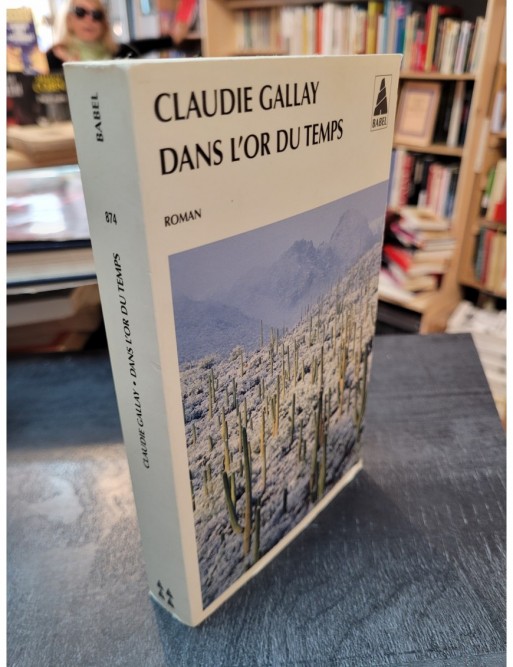 CLAUDIE GALLAY
DANS L'OR DU TEMPS
BABEL
ROMAN
BABEL
874
CLAUDIE GALLAY • DANS L'OR DU TEMPS